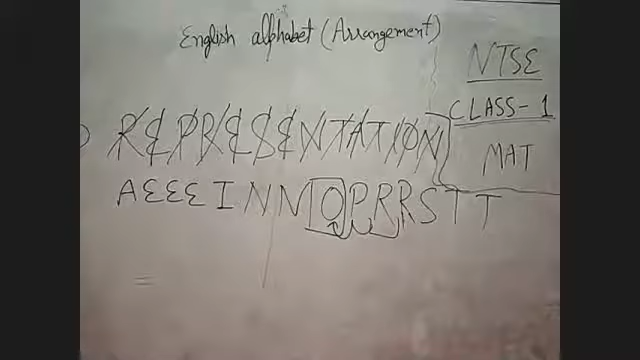 English alphabet (Arrangement)
NTSE
CLASS-1
MAT
REPRESENTATION
AEEEINNOPRRSTT